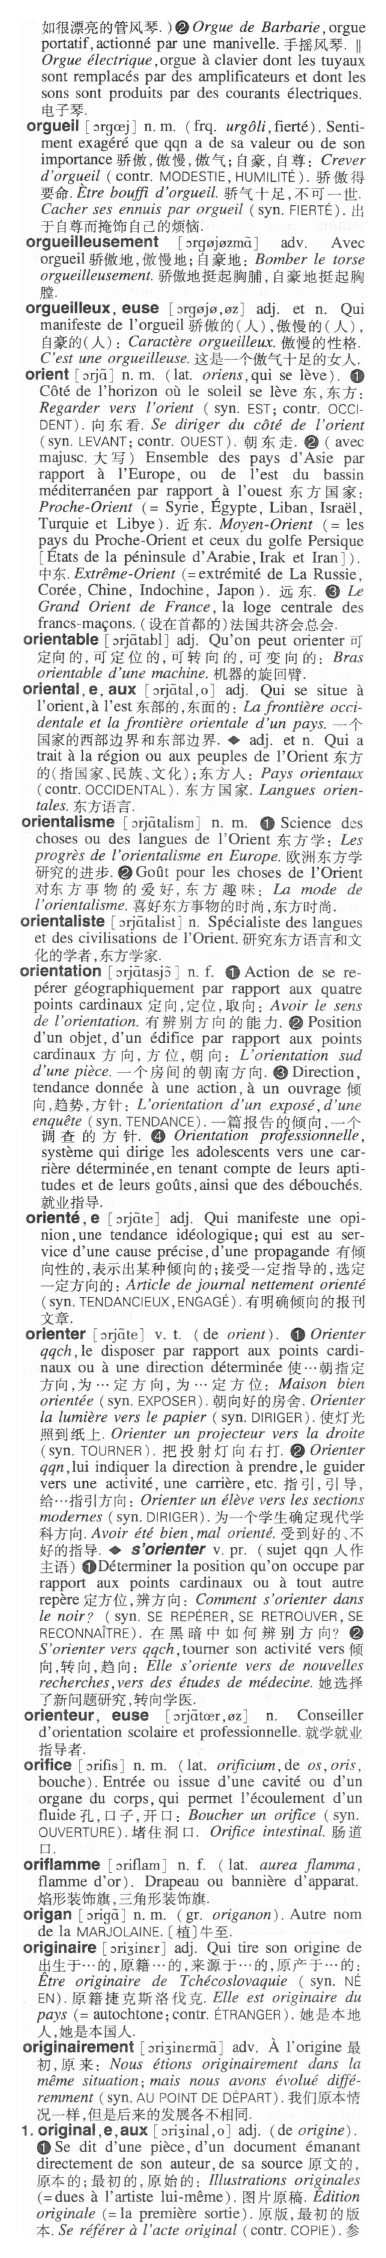 如很漂亮的管风琴. ) ❷ Orgue de Barbarie, orgue
portatif, actionné par une manivelle. 手摇风琴. ‖
Orgue électrique, orgue à clavier dont les tuyaux
sont remplacés par des amplificateurs et dont les
sons sont produits par des courants électriques.
电子琴.
orgueil [ɔrgœj] n. m. (frq. urgôli, fierté). Senti-
ment exagéré que qqn a de sa valeur ou de son
importance 骄傲, 傲慢, 傲气; 自豪, 自尊: Crever
d'orgueil ( contr. MODESTIE, HUMILITÉ ). 骄傲得
要命. Être bouffi d'orgueil. 骄气十足, 不可一世.
Cacher ses ennuis par orgueil ( syn. FIERTÉ ). 出
于自尊而掩饰自己的烦恼.
orgueilleusement [ɔrgøjøzmã] adv. Avec
orgueil 骄傲地, 傲慢地; 自豪地: Bomber le torse
orgueilleusement. 骄傲地挺起胸脯, 自豪地挺起胸
膛.
orgueilleux, euse [ɔrgøjø, øz] adj. et n. Qui
manifeste de l'orgueil 骄傲的(人), 傲慢的(人),
自豪的(人): Caractère orgueilleux. 傲慢的性格.
C'est une orgueilleuse. 这是一个傲气十足的女人.
orient [ɔrjã] n. m. (lat. oriens, qui se lève). ❶
Côté de l'horizon où le soleil se lève 东, 东方:
Regarder vers l'orient ( syn. EST; contr. OCCI-
DENT). 向东看. Se diriger du côté de l'orient
(syn. LEVANT; contr. OUEST). 朝东走. ❷ ( avec
majusc. 大写) Ensemble des pays d'Asie par
rapport à l'Europe, ou de l'est du bassin
méditerranéen par rapport à l'ouest 东方国家:
Proche-Orient (= Syrie, Égypte, Liban, Israël,
Turquie et Libye). 近东. Moyen-Orient (= les
pays du Proche-Orient et ceux du golfe Persique
[États de la péninsule d'Arabie, Irak et Iran]).
中东. Extrême-Orient (= extrémité de La Russie,
Corée, Chine, Indochine, Japon ). 远东. ❸ Le
Grand Orient de France, la loge centrale des
francs-maçons. (设在首都的)法国共济会总会.
orientable [ɔrjãtabl] adj. Qu'on peut orienter 可
定向的, 可定位的, 可转向的, 可变向的: Bras
orientable d'une machine. 机器的旋回臂.
oriental, e, aux [ɔrjãtal, o] adj. Qui se situe à
l'orient, à l'est 东部的, 东面的: La frontière occi-
dentale et la frontière orientale d'un pays. 一个
国家的西部边界和东部边界. ◆ adj. et n. Qui a
trait à la région ou aux peuples de l'Orient 东方
的(指国家、民族、文化); 东方人: Pays orientaux
(contr. OCCIDENTAL). 东方国家. Langues orien-
tales. 东方语言.
orientalisme [ɔrjãtalism] n. m. ❶ Science des
choses ou des langues de l'Orient 东方学: Les
progrès de l'orientalisme en Europe. 欧洲东方学
研究的进步. ❷ Goût pour les choses de l'Orient
对东方事物的爱好, 东方趣味: La mode de
l'orientalisme. 喜好东方事物的时尚, 东方时尚.
orientaliste [ɔrjãtalist] n. Spécialiste des langues
et des civilisations de l'Orient. 研究东方语言和文
化的学者, 东方学家.
orientation [ɔrjãtasjɔ̃] n. f. ❶ Action de se re-
pérer géographiquement par rapport aux quatre
points cardinaux 定向, 定位, 取向: Avoir le sens
de l'orientation. 有辨别方向的能力. ❷ Position
d'un objet, d'un édifice par rapport aux points
cardinaux 方向, 方位, 朝向: L'orientation sud
d'une pièce. 一个房间的朝南方向. ❸ Direction,
tendance donnée à une action, à un ouvrage 倾
向, 趋势, 方针: L'orientation d'un exposé, d'une
enquête (syn. TENDANCE). 一篇报告的倾向, 一个
调查的方针. ❹ Orientation professionnelle,
système qui dirige les adolescents vers une car-
rière déterminée, en tenant compte de leurs apti-
tudes et de leurs goûts, ainsi que des débouchés.
就业指导.
orienté, e [ɔrjãte] adj. Qui manifeste une opi-
nion, une tendance idéologique; qui est au ser-
vice d'une cause précise, d'une propagande 有倾
向性的, 表示出某种倾向的; 接受一定指导的, 选定
一定方向的: Article de journal nettement orienté
(syn. TENDANCIEUX, ENGAGÉ). 有明确倾向的报刊
文章.
orienter [ɔrjãte] v. t. (de orient). ❶ Orienter
qqch, le disposer par rapport aux points cardi-
naux ou à une direction déterminée 使…朝指定
方向, 为…定方向, 为…定方位: Maison bien
orientée (syn. EXPOSER). 朝向好的房舍. Orienter
la lumière vers le papier ( syn. DIRIGER). 使灯光
照到纸上. Orienter un projecteur vers la droite
(syn. TOURNER). 把投射灯向右打. ❷ Orienter
qqn, lui indiquer la direction à prendre, le guider
vers une activité, une carrière, etc. 指引, 引导,
给…指引方向: Orienter un élève vers les sections
modernes (syn. DIRIGER). 为一个学生确定现代学
科方向. Avoir été bien, mal orienté. 受到好的、不
好的指导. ◆ s'orienter v. pr. ( sujet qqn 人作
主语) ❶ Déterminer la position qu'on occupe par
rapport aux points cardinaux ou à tout autre
repère 定方位, 辨方向: Comment s'orienter dans
le noir? ( syn. SE REPÉRER, SE RETROUVER, SE
RECONNAÎTRE). 在黑暗中如何辨别方向? ❷
S'orienter vers qqch, tourner son activité vers 倾
向, 转向, 趋向: Elle s'oriente vers de nouvelles
recherches, vers des études de médecine. 她选择
了新问题研究, 转向学医.
orienteur, euse [ɔrjãtœr, øz] n. Conseiller
d'orientation scolaire et professionnelle. 就学就业
指导者.
orifice [ɔrifis] n. m. ( lat. orificium, de os, oris,
bouche). Entrée ou issue d'une cavité ou d'un
organe du corps, qui permet l'écoulement d'un
fluide 孔, 口子, 开口: Boucher un orifice ( syn.
OUVERTURE). 堵住洞口. Orifice intestinal. 肠道
口.
oriflamme [ɔriflam] n. f. ( lat. aurea flamma,
flamme d'or). Drapeau ou bannière d'apparat.
焰形装饰旗, 三角形装饰旗.
origan [ɔrigã] n. m. (gr. origanon). Autre nom
de la MARJOLAINE. [植]牛至.
originaire [ɔriʒinɛr] adj. Qui tire son origine de
出生于…的, 原籍…的, 来源于…的, 原产于…的:
Être originaire de Tchécoslovaquie ( syn. NÉ
EN). 原籍捷克斯洛伐克. Elle est originaire du
pays (= autochtone; contr. ÉTRANGER). 她是本地
人, 她是本国人.
originairement [ɔriʒinɛrmã] adv. À l'origine 最
初, 原来: Nous étions originairement dans la
même situation; mais nous avons évolué diffé-
remment (syn. AU POINT DE DÉPART). 我们原本情
况一样, 但是后来的发展各不相同.
1. original, e, aux [ɔriʒinal, o] adj. (de origine).
❶ Se dit d'une pièce, d'un document émanant
directement de son auteur, de sa source 原文的,
原本的; 最初的, 原始的: Illustrations originales
(= dues à l'artiste lui-même). 图片原稿. Édition
originale (= la première sortie). 原版, 最初的版
本. Se référer à l'acte original (contr. COPIE). 参